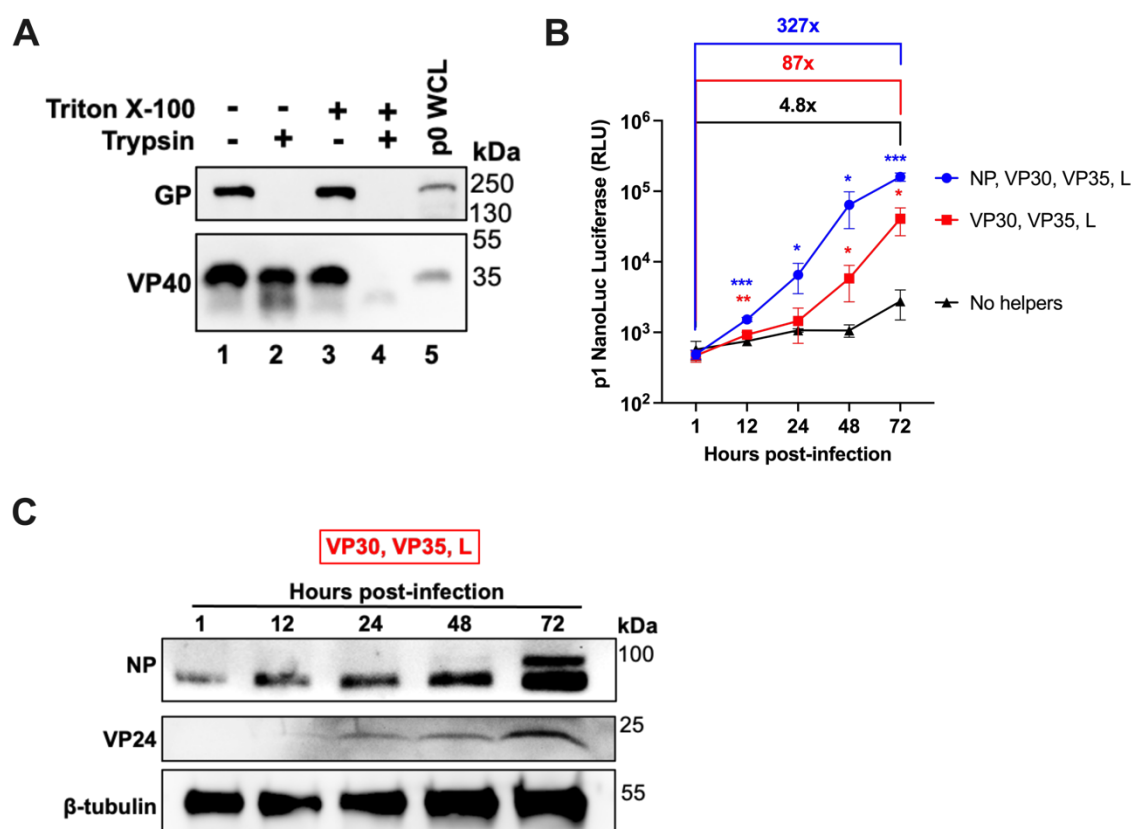 A
Triton X-100 - - + +
Trypsin - + - +
p0 WCL
kDa
GP
250
130
VP40
55
35
1 2 3 4 5
B
327x
87x
4.8x
p1 NanoLuc Luciferase (RLU)
10⁶
10⁵
10⁴
10³
10²
***
**
*
*
*
***
*
1 12 24 48 72
Hours post-infection
NP, VP30, VP35, L
VP30, VP35, L
No helpers
C
VP30, VP35, L
Hours post-infection
1 12 24 48 72
kDa
NP
100
VP24
25
β-tubulin
55